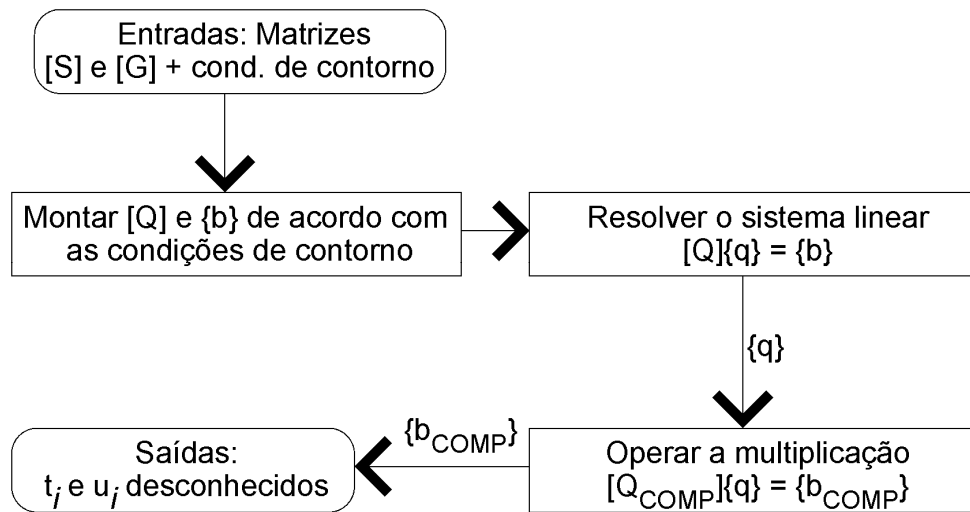 Entradas: Matrizes
[S] e [G] + cond. de contorno
Montar [Q] e {b} de acordo com
as condições de contorno
Resolver o sistema linear
[Q]{q} = {b}
{q}
Operar a multiplicação
[Q_COMP]{q} = {b_COMP}
{b_COMP}
Saídas:
t_i e u_i desconhecidos